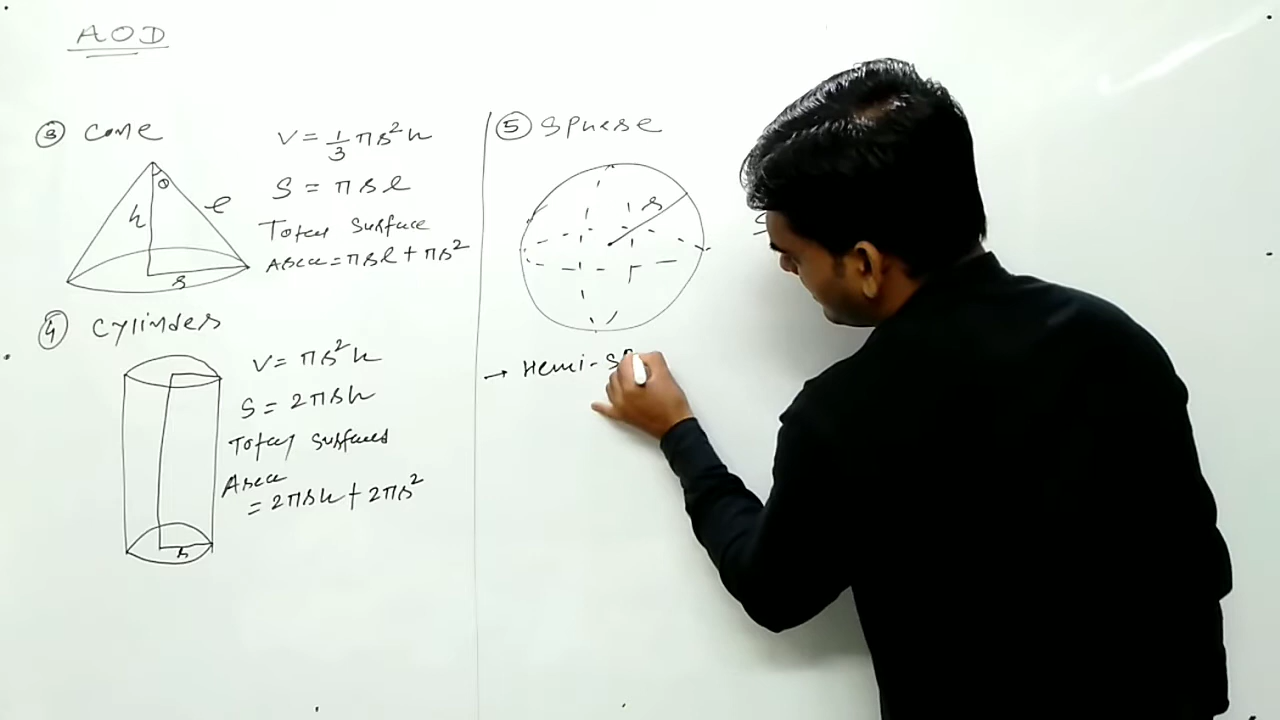 AOD
③ Cone
V = 1/3 πr²h
S = πrl
Total Surface
Area = πrl + πr²
θ
h
l
r
④ Cylinder
V = πr²h
S = 2πrh
Total Surface
Area
= 2πrh + 2πr²
r
⑤ Sphere
r
r
S
→ Hemi-sp